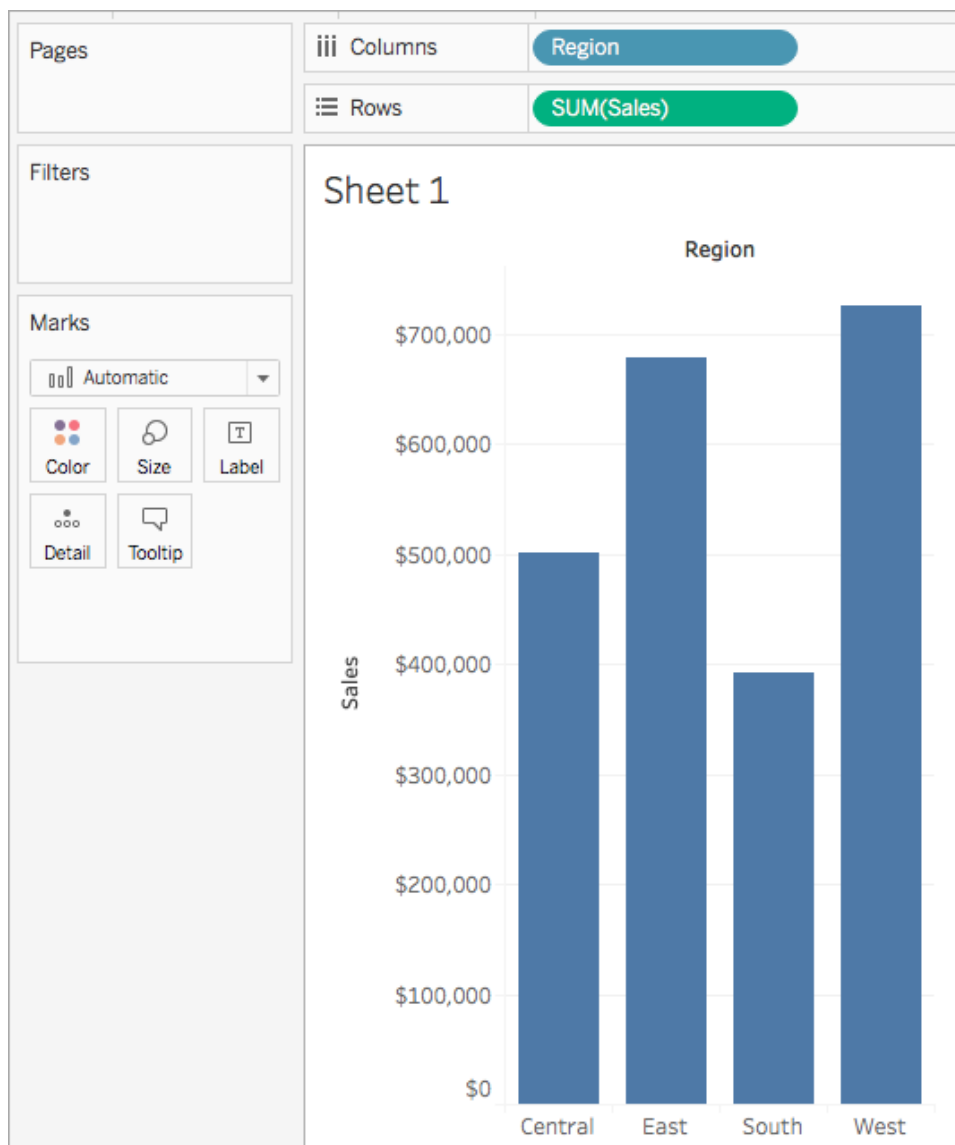 Pages
Columns
Region
Rows
SUM(Sales)
Filters
Marks
Automatic
Color
Size
T
Label
Detail
Tooltip
Sheet 1
Region
Sales
$700,000
$600,000
$500,000
$400,000
$300,000
$200,000
$100,000
$0
Central East South West